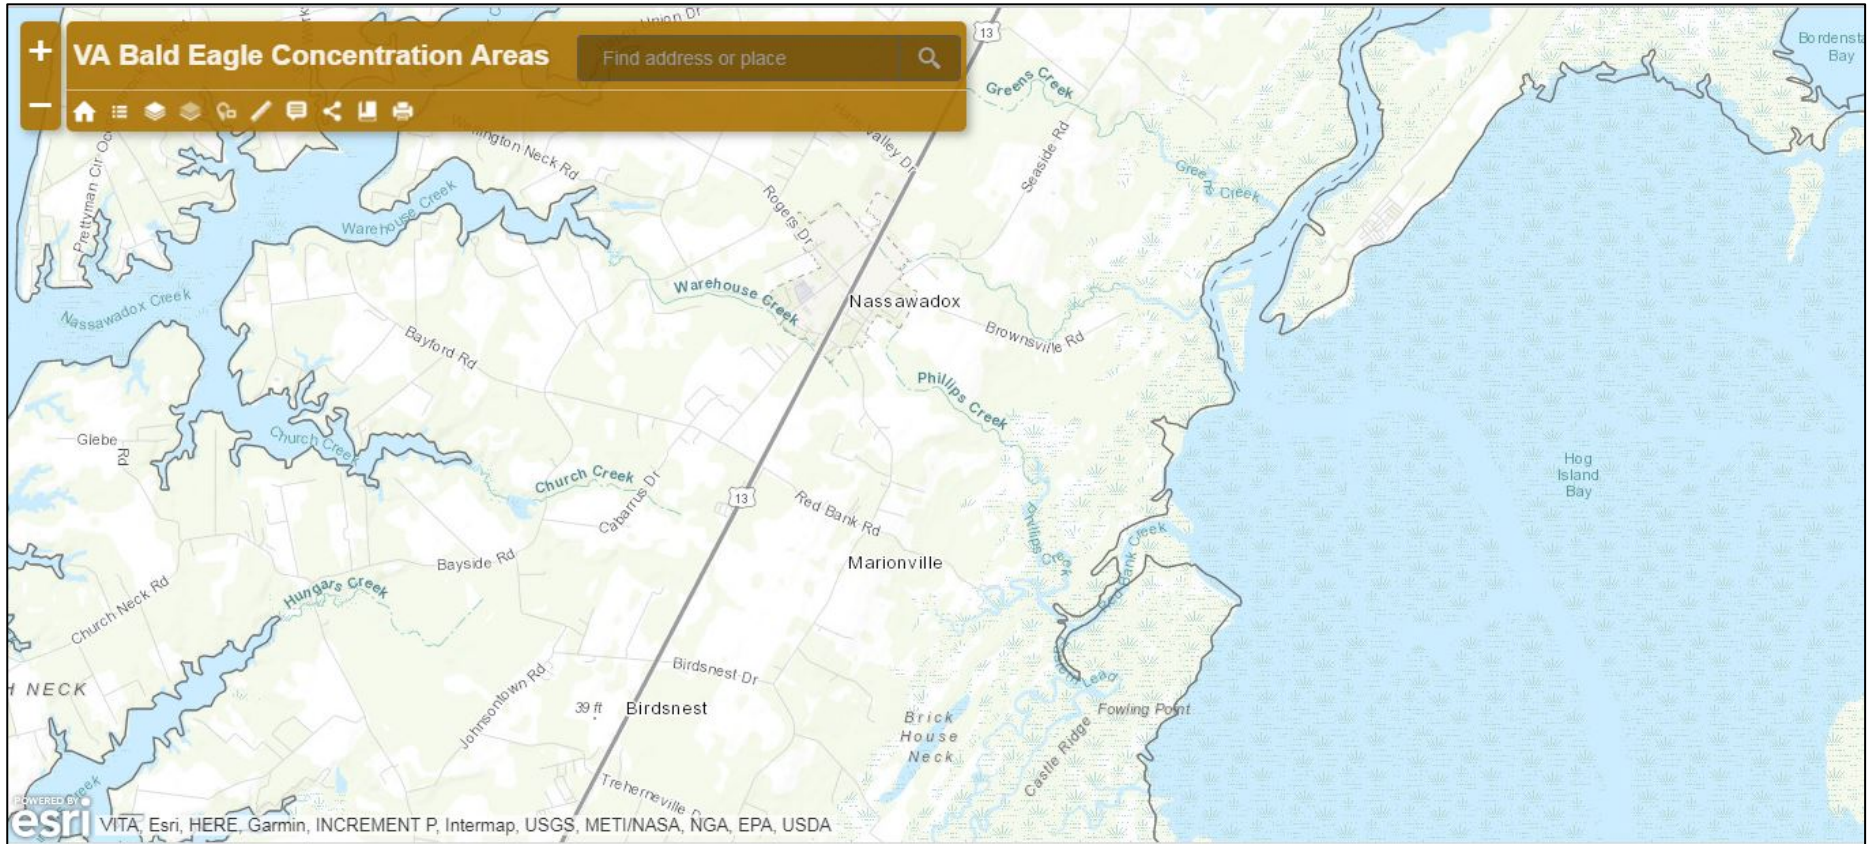 VA Bald Eagle Concentration Areas
Find address or place
13
Greens Creek
Bay
Prettyman Cir
Wellington Neck Rd
Valley Dr
Seaside Rd
Greens Creek
Warehouse Creek
Rogers Dr
Nassawadox Creek
Warehouse Creek
Nassawadox
Brownsville Rd
Bayford Rd
Phillips Creek
Glebe
Rd
Church Creek
Church Creek
Cabarrus Dr
13
Red Bank Rd
Hog
Island
Bay
Phillips Creek
Red Bank Creek
Marionville
Bayside Rd
Hungars Creek
Church Neck Rd
NECK
Johnsontown Rd
Birdsnest Dr
39 ft
Birdsnest
Lead
Fowling Point
Brick
House
Neck
Castle Ridge
Treherneville
POWERED BY
esri
VITA, Esri, HERE, Garmin, INCREMENT P, Intermap, USGS, METI/NASA, NGA, EPA, USDA